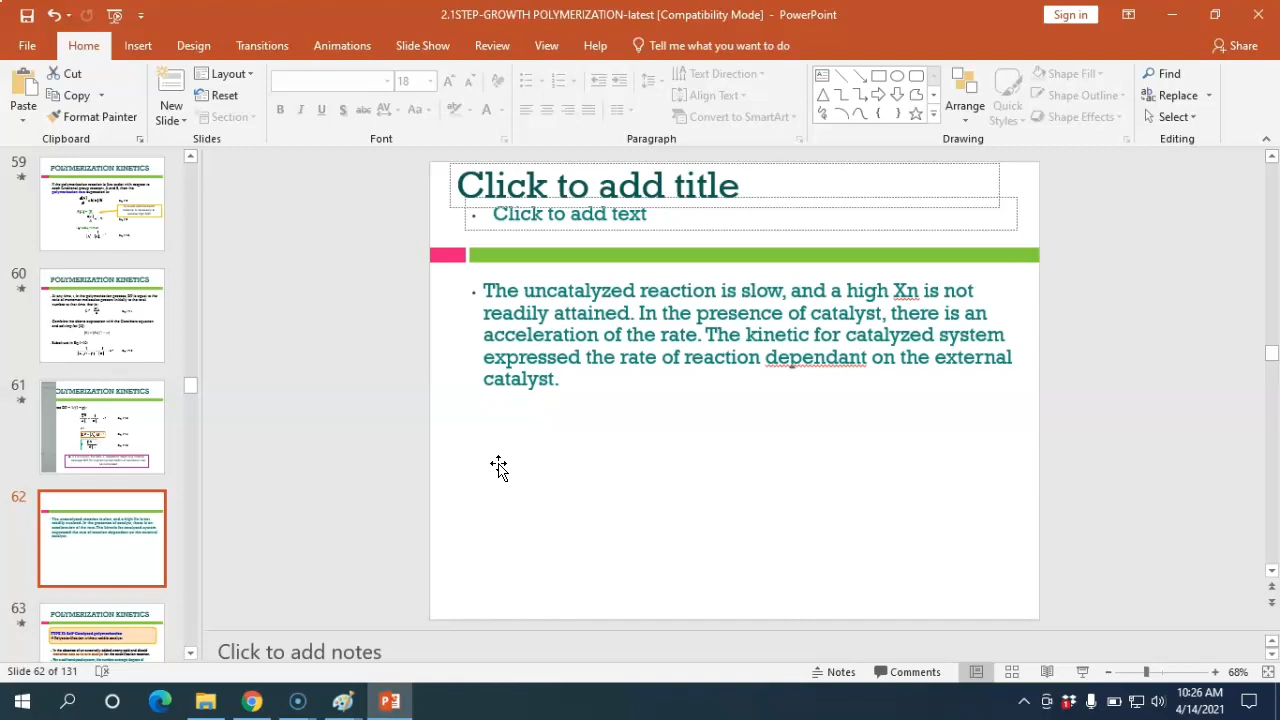 2.1STEP-GROWTH POLYMERIZATION-latest [Compatibility Mode] - PowerPoint
Sign in
File Home Insert Design Transitions Animations Slide Show Review View Help Tell me what you want to do Share
Paste
Cut
Copy
Format Painter
Clipboard
New Slide
Layout
Reset
Section
Slides
18
B I U S abc AV Aa
Font
Text Direction
Align Text
Convert to SmartArt
Paragraph
Arrange
Quick Styles
Shape Fill
Shape Outline
Shape Effects
Drawing
Find
Replace
Select
Editing
59
POLYMERIZATION KINETICS
60
POLYMERIZATION KINETICS
61
POLYMERIZATION KINETICS
62
63
POLYMERIZATION KINETICS
Click to add title
• Click to add text
• The uncatalyzed reaction is slow, and a high Xn is not
readily attained. In the presence of catalyst, there is an
acceleration of the rate. The kinetic for catalyzed system
expressed the rate of reaction dependant on the external
catalyst.
Click to add notes
Slide 62 of 131
Notes
Comments
68%
10:26 AM
4/14/2021